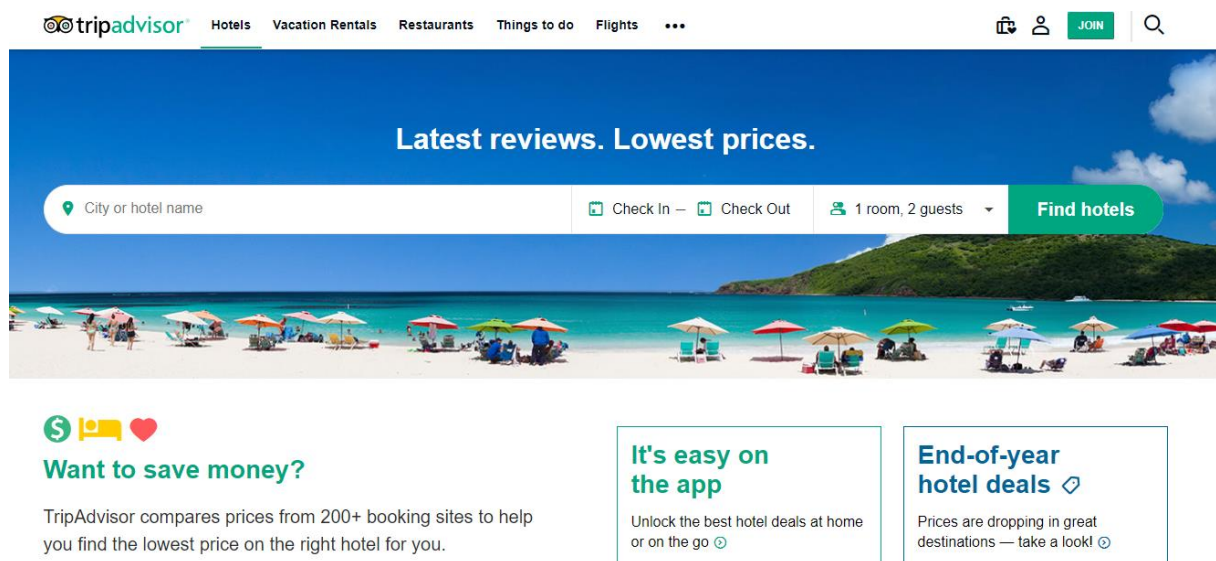 tripadvisor
Hotels Vacation Rentals Restaurants Things to do Flights
JOIN
Latest reviews. Lowest prices.
City or hotel name
Check In – Check Out
1 room, 2 guests
Find hotels
Want to save money?
TripAdvisor compares prices from 200+ booking sites to help
you find the lowest price on the right hotel for you.
It's easy on
the app
Unlock the best hotel deals at home
or on the go
End-of-year
hotel deals
Prices are dropping in great
destinations — take a look!